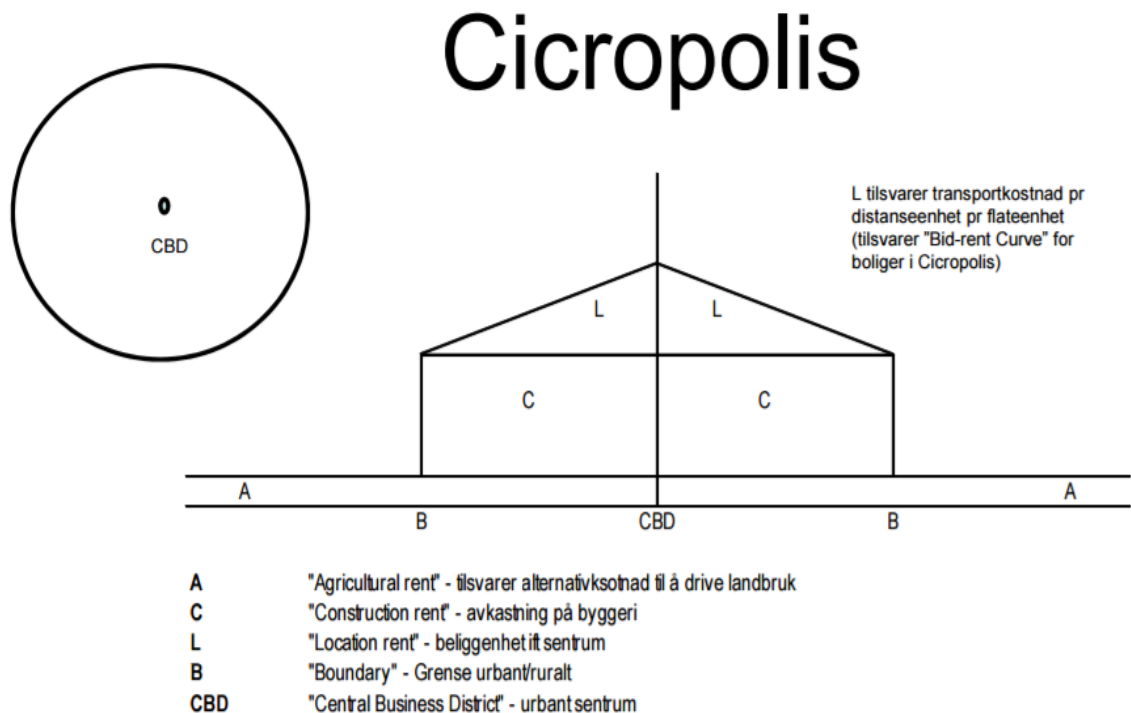 Cicropolis
CBD
L tilsvarer transportkostnad pr
distanseenhet pr flateenhet
(tilsvarer "Bid-rent Curve" for
boliger i Cicropolis)
L L
C C
A A
B CBD B
A "Agricultural rent" - tilsvarer alternativksotnad til å drive landbruk
C "Construction rent" - avkastning på byggeri
L "Location rent" - beliggenhet ift sentrum
B "Boundary" - Grense urbant/ruralt
CBD "Central Business District" - urbant sentrum